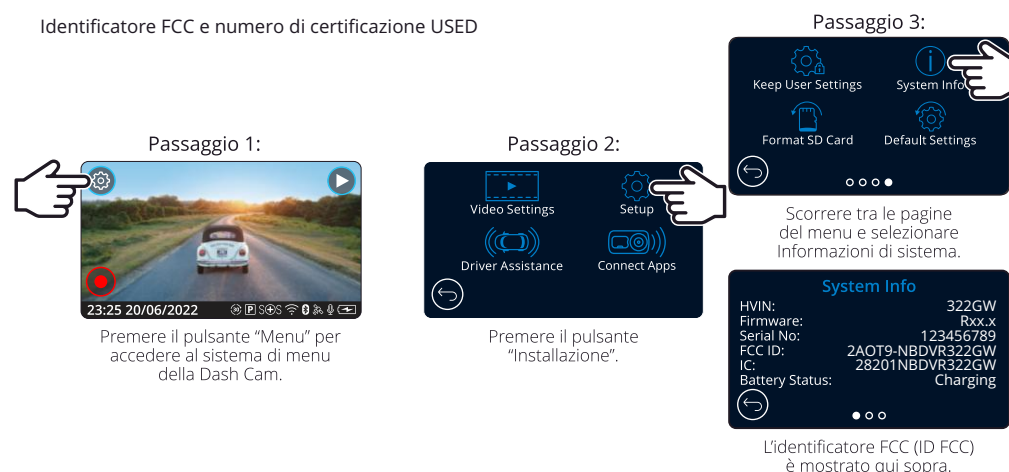 Identificatore FCC e numero di certificazione USED
Passaggio 1:
23:25 20/06/2022
Premere il pulsante “Menu” per
accedere al sistema di menu
della Dash Cam.
Passaggio 2:
Video Settings
Setup
Driver Assistance
Connect Apps
Premere il pulsante
“Installazione”.
Passaggio 3:
Keep User Settings
System Info
Format SD Card
Default Settings
Scorrere tra le pagine
del menu e selezionare
Informazioni di sistema.
System Info
HVIN: 322GW
Firmware: Rxx.x
Serial No: 123456789
FCC ID: 2AOT9-NBDVR322GW
IC: 28201NBDVR322GW
Battery Status: Charging
L’identificatore FCC (ID FCC)
è mostrato qui sopra.